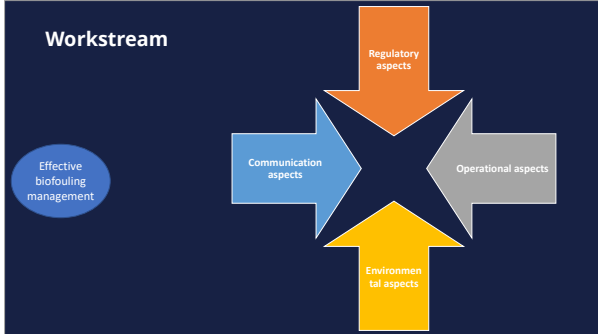 Workstream
Regulatory
aspects
Communication
aspects
Operational aspects
Effective
biofouling
management
Environmen
tal aspects